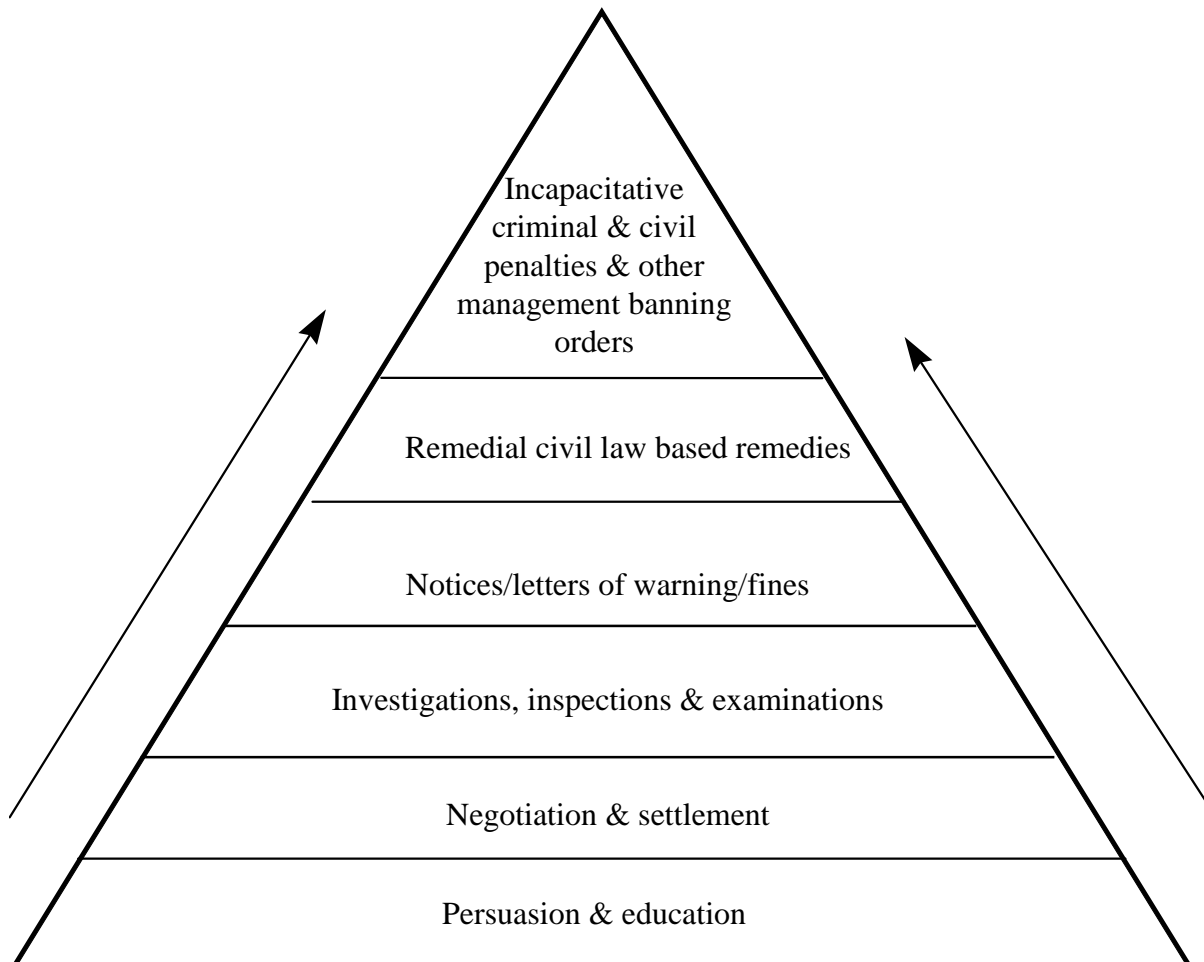 Incapacitative
criminal & civil
penalties & other
management banning
orders
Remedial civil law based remedies
Notices/letters of warning/fines
Investigations, inspections & examinations
Negotiation & settlement
Persuasion & education